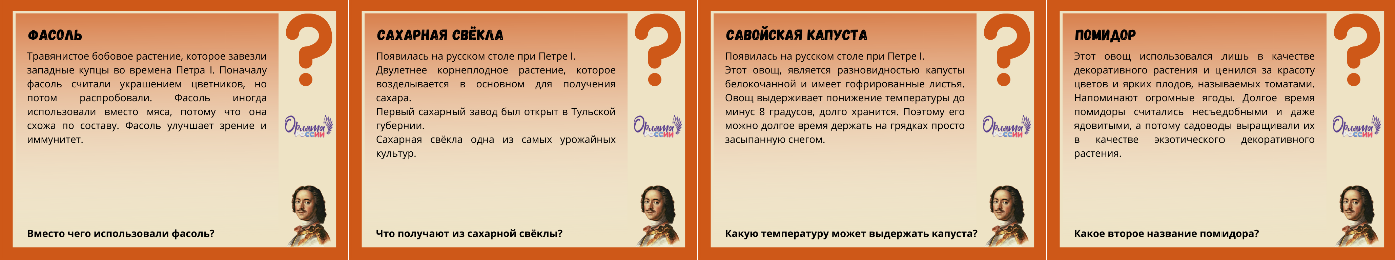 ФАСОЛЬ
Травянистое бобовое растение, которое завезли
западные купцы во времена Петра I. Поначалу
фасоль считали украшением цветников, но
потом распробовали. Фасоль иногда
использовали вместо мяса, потому что она
схожа по составу. Фасоль улучшает зрение и
иммунитет.
Вместо чего использовали фасоль?
САХАРНАЯ СВЁКЛА
Появилась на русском столе при Петре I.
Двулетнее корнеплодное растение, которое
возделывается в основном для получения
сахара.
Первый сахарный завод был открыт в Тульской
губернии.
Сахарная свёкла одна из самых урожайных
культур.
Что получают из сахарной свёклы?
САВОЙСКАЯ КАПУСТА
Появилась на русском столе при Петре I.
Этот овощ, является разновидностью капусты
белокочанной и имеет гофрированные листья.
Овощ выдерживает понижение температуры до
минус 8 градусов, долго хранится. Поэтому его
можно долгое время держать на грядках просто
засыпанную снегом.
Какую температуру может выдержать капуста?
ПОМИДОР
Этот овощ использовался лишь в качестве
декоративного растения и ценился за красоту
цветов и ярких плодов, называемых томатами.
Напоминают огромные ягоды. Долгое время
помидоры считались несъедобными и даже
ядовитыми, а потому садоводы выращивали их
в качестве экзотического декоративного
растения.
Какое второе название помидора?